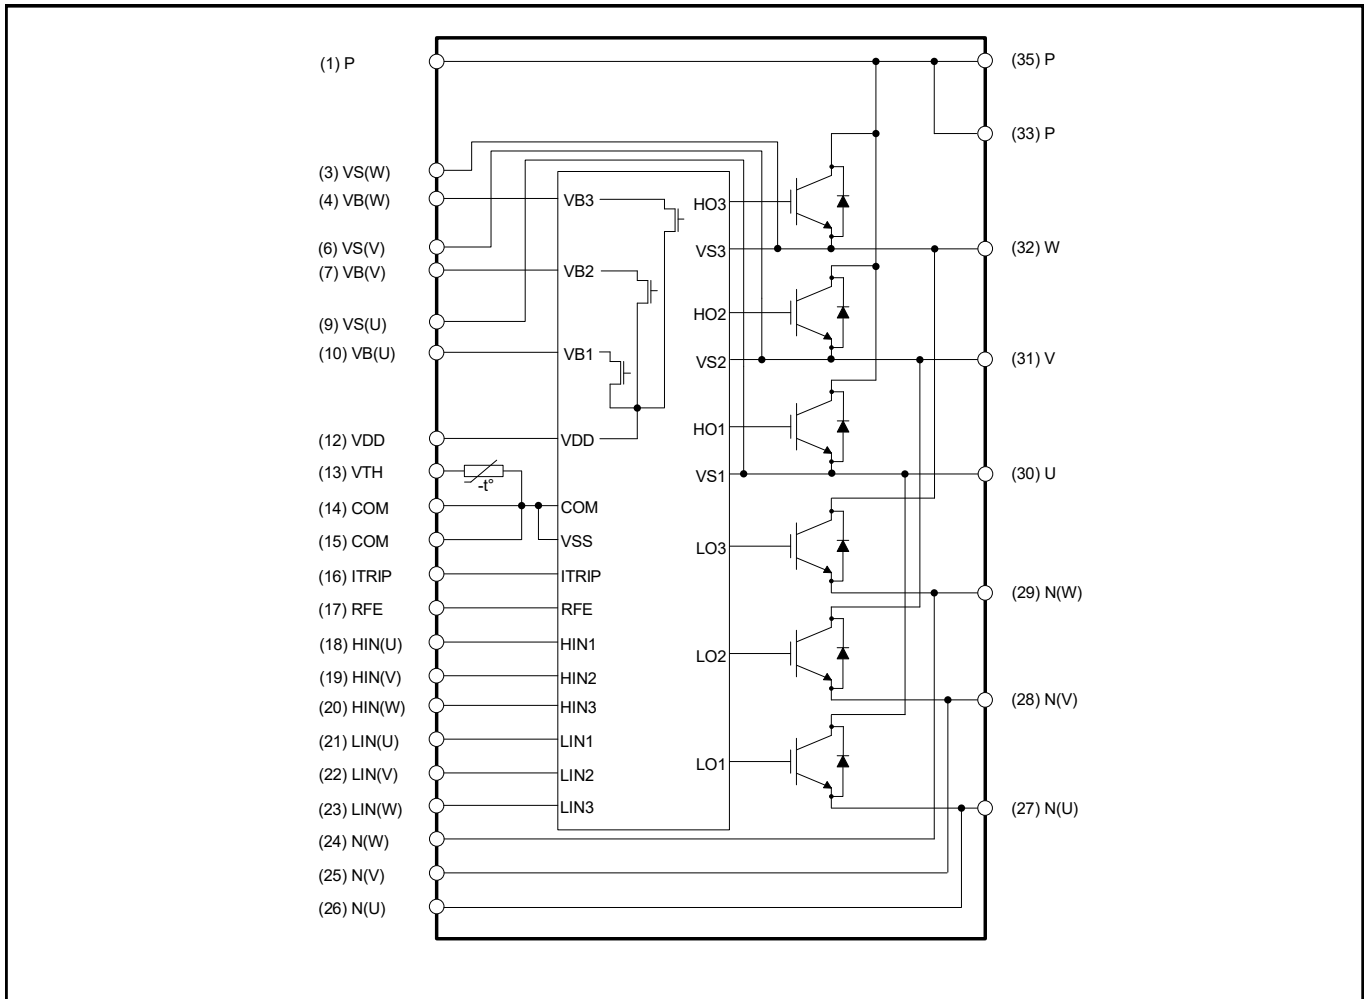 (1) P
(3) VS(W)
(4) VB(W)
(6) VS(V)
(7) VB(V)
(9) VS(U)
(10) VB(U)
(12) VDD
(13) VTH
(14) COM
(15) COM
(16) ITRIP
(17) RFE
(18) HIN(U)
(19) HIN(V)
(20) HIN(W)
(21) LIN(U)
(22) LIN(V)
(23) LIN(W)
(24) N(W)
(25) N(V)
(26) N(U)
-t°
VB3
VB2
VB1
VDD
COM
VSS
ITRIP
RFE
HIN1
HIN2
HIN3
LIN1
LIN2
LIN3
HO3
VS3
HO2
VS2
HO1
VS1
LO3
LO2
LO1
(35) P
(33) P
(32) W
(31) V
(30) U
(29) N(W)
(28) N(V)
(27) N(U)